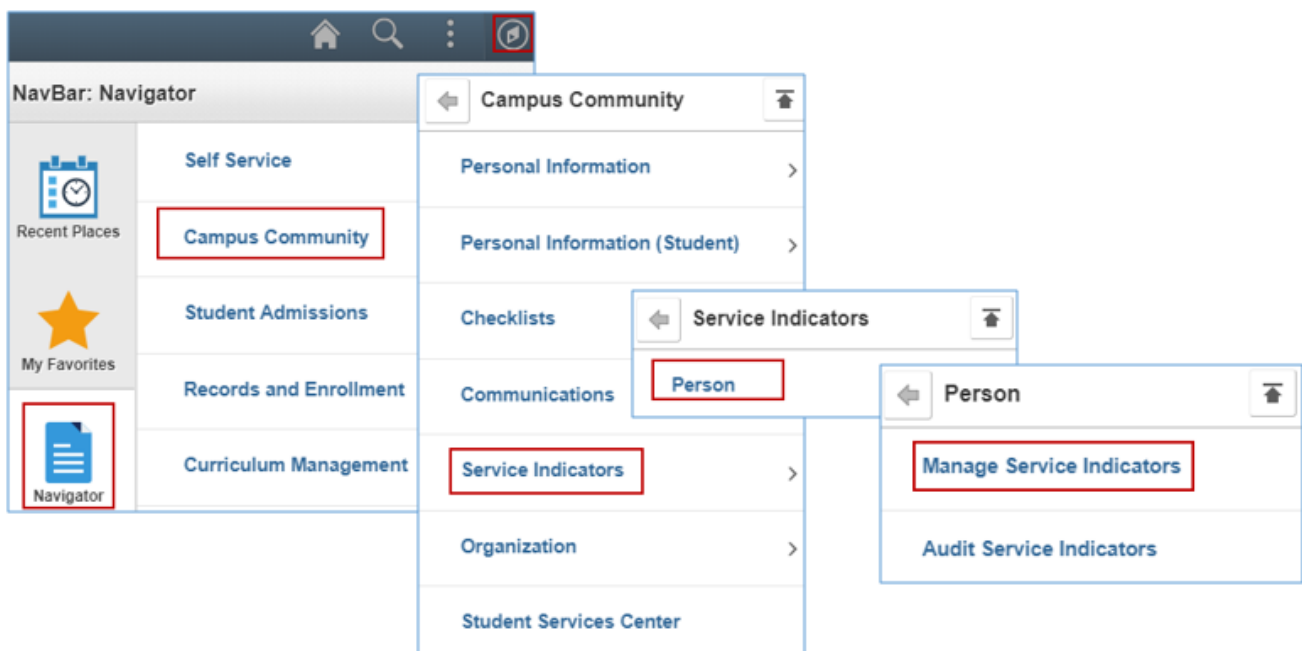 NavBar: Navigator
Recent Places
My Favorites
Navigator
Self Service
Campus Community
Student Admissions
Records and Enrollment
Curriculum Management
Campus Community
Personal Information
Personal Information (Student)
Checklists
Communications
Service Indicators
Organization
Student Services Center
Service Indicators
Person
Person
Manage Service Indicators
Audit Service Indicators